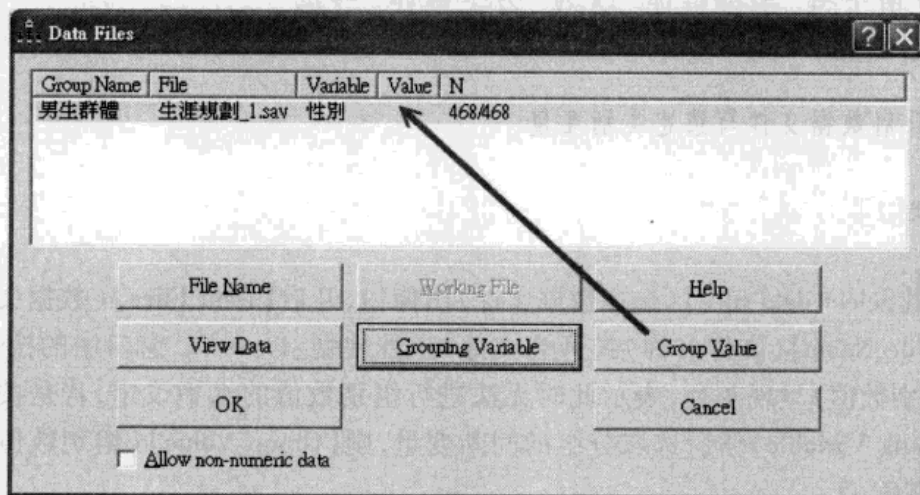 Data Files
Group Name File Variable Value N
男生群體 生涯規劃_1.sav 性別 468/468
File Name Working File Help
View Data Grouping Variable Group Value
OK Cancel
Allow non-numeric data